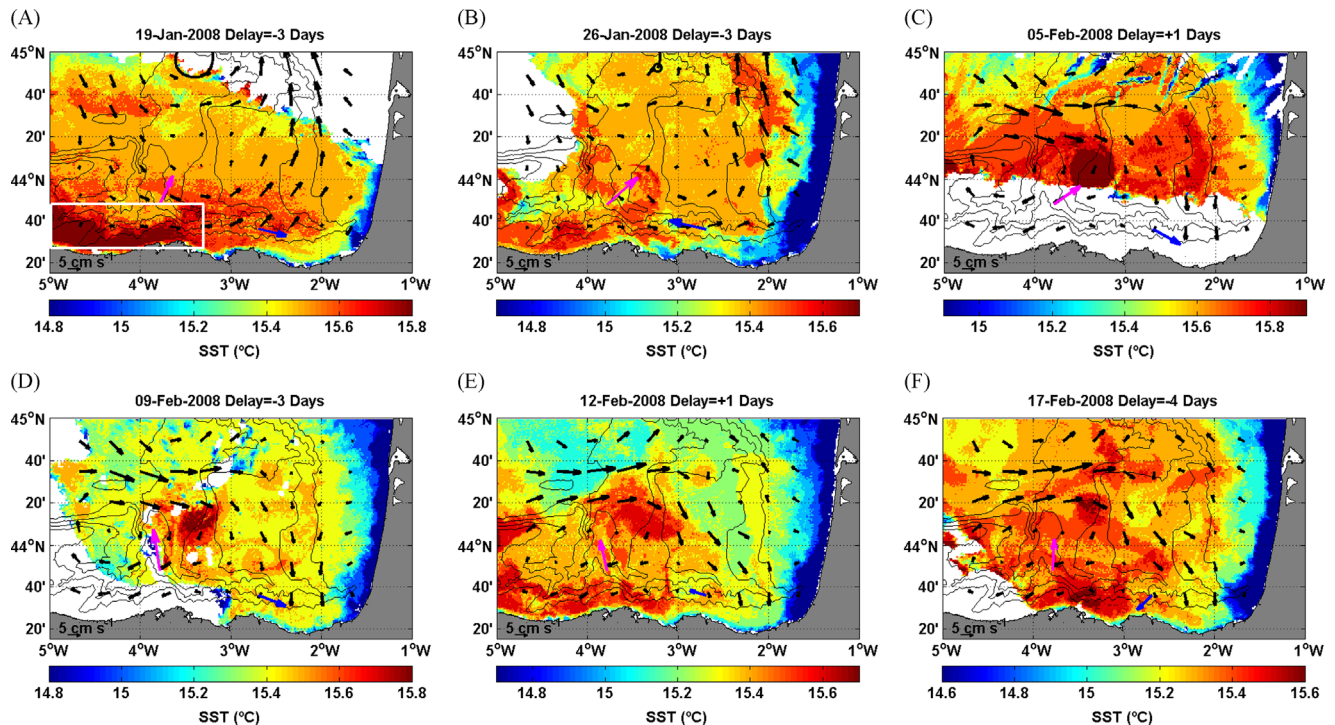 (A)
19-Jan-2008 Delay=-3 Days
45°N
40'
20'
44°N
40'
20'
5 cm s
5°W
4°W
3°W
2°W
1°W
14.8
15
15.2
15.4
15.6
15.8
SST (ºC)
(B)
26-Jan-2008 Delay=-3 Days
45°N
40'
20'
44°N
40'
20'
5 cm s
5°W
4°W
3°W
2°W
1°W
14.8
15
15.2
15.4
15.6
SST (ºC)
(C)
05-Feb-2008 Delay=+1 Days
45°N
40'
20'
44°N
40'
20'
5 cm s
5°W
4°W
3°W
2°W
1°W
15
15.2
15.4
15.6
15.8
SST (ºC)
(D)
09-Feb-2008 Delay=-3 Days
45°N
40'
20'
44°N
40'
20'
5 cm s
5°W
4°W
3°W
2°W
1°W
14.8
15
15.2
15.4
15.6
15.8
SST (ºC)
(E)
12-Feb-2008 Delay=+1 Days
45°N
40'
20'
44°N
40'
20'
5 cm s
5°W
4°W
3°W
2°W
1°W
14.8
15
15.2
15.4
15.6
SST (ºC)
(F)
17-Feb-2008 Delay=-4 Days
45°N
40'
20'
44°N
40'
20'
5 cm s
5°W
4°W
3°W
2°W
1°W
14.6
14.8
15
15.2
15.4
15.6
SST (ºC)